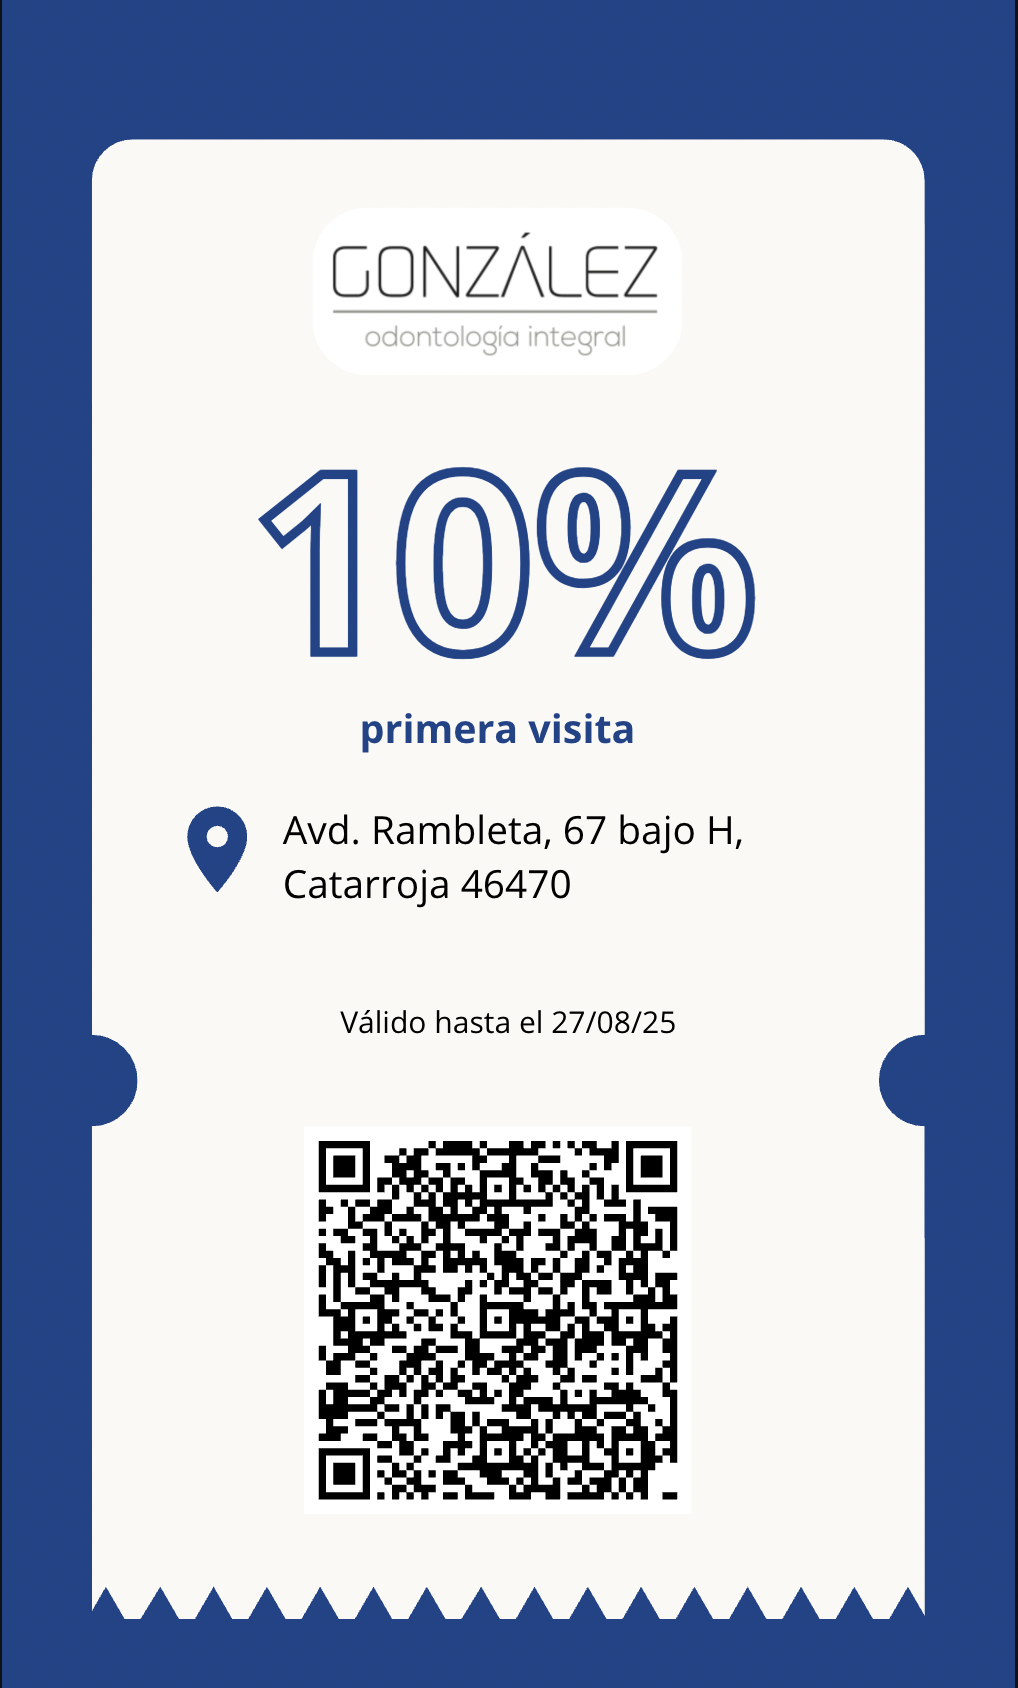 GONZÁLEZ
odontología integral
10%
primera visita
Avd. Rambleta, 67 bajo H,
Catarroja 46470
Válido hasta el 27/08/25